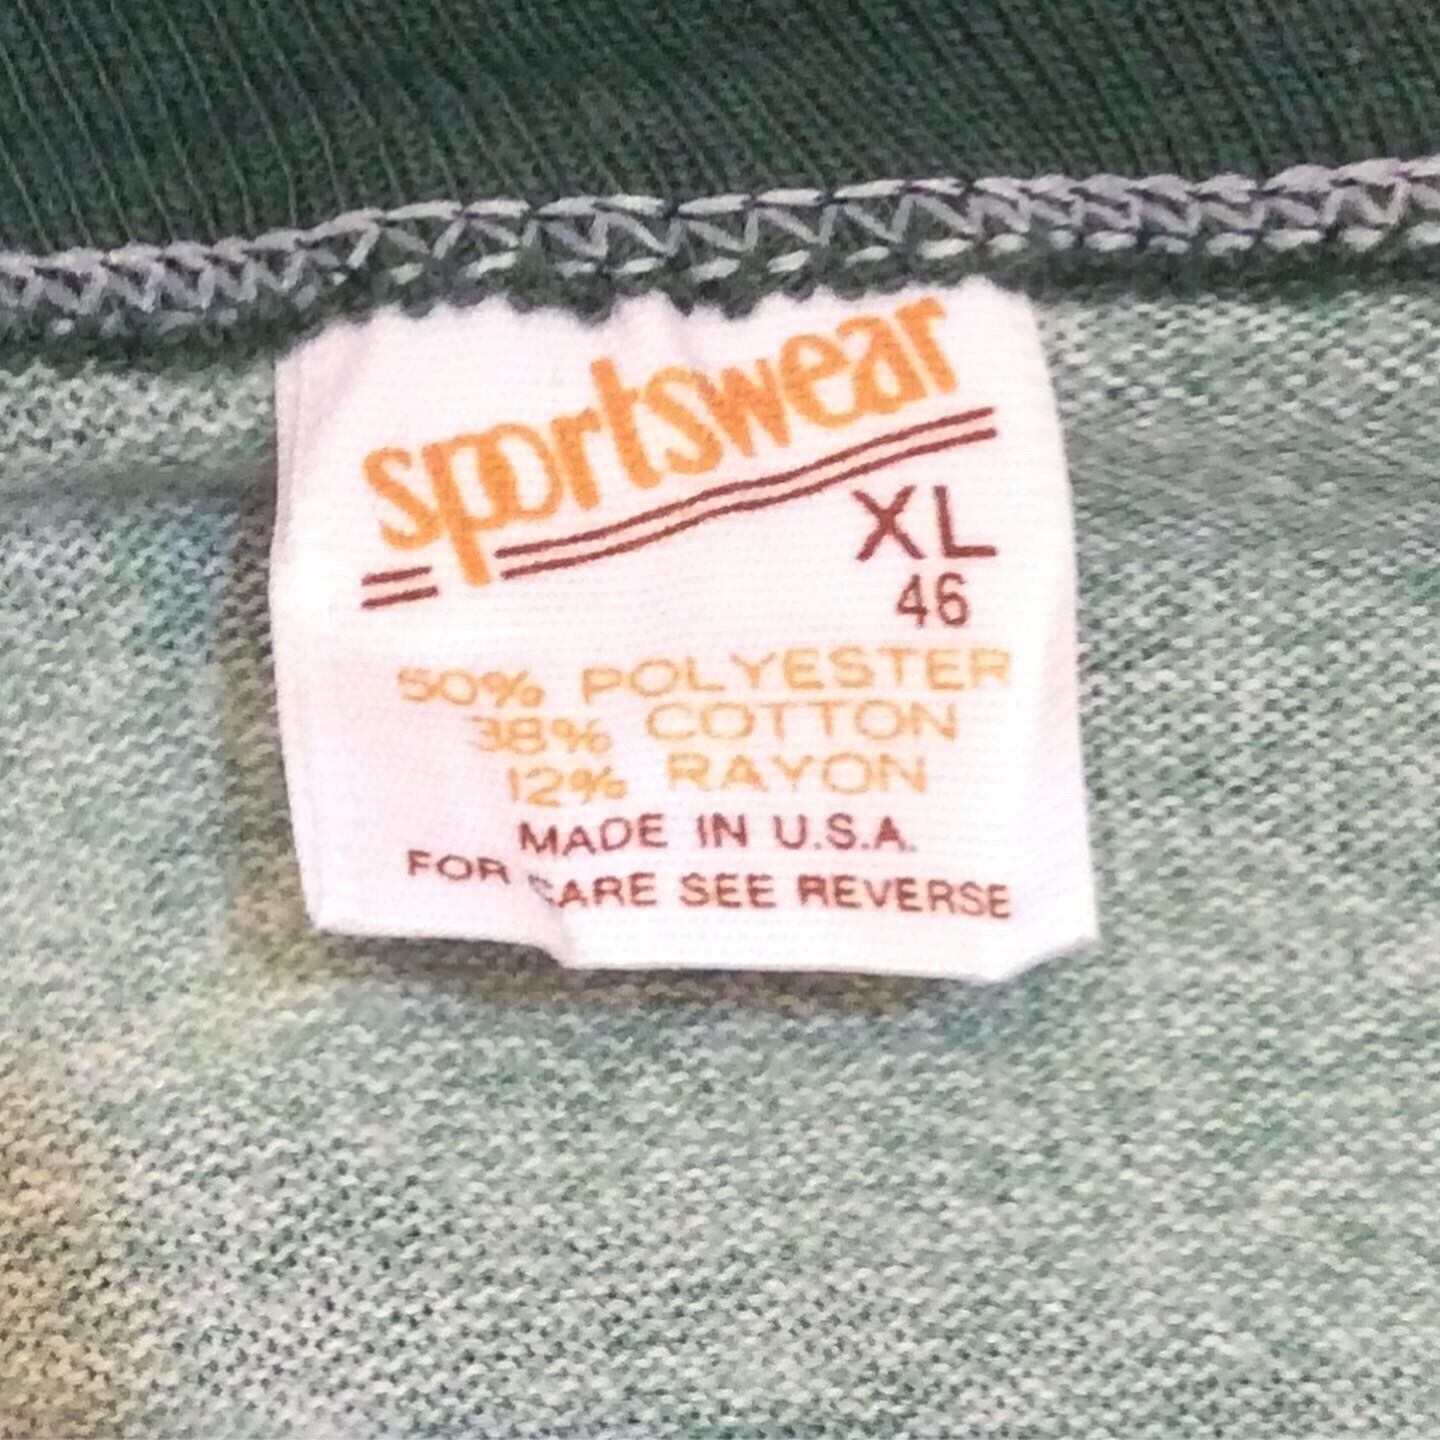 sportswear
XL
46
50% POLYESTER
38% COTTON
12% RAYON
MADE IN U.S.A.
FOR CARE SEE REVERSE